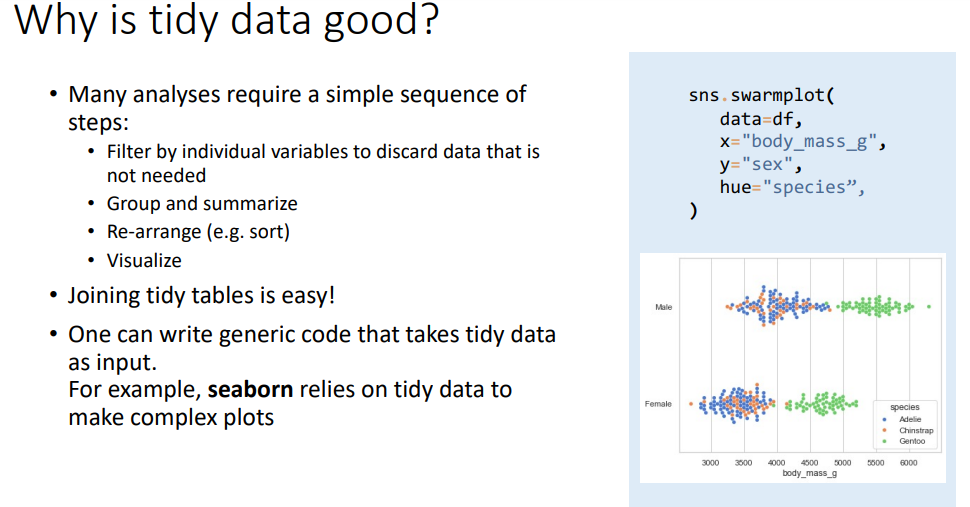 Why is tidy data good?
• Many analyses require a simple sequence of
steps:
• Filter by individual variables to discard data that is
not needed
• Group and summarize
• Re-arrange (e.g. sort)
• Visualize
• Joining tidy tables is easy!
• One can write generic code that takes tidy data
as input.
For example, seaborn relies on tidy data to
make complex plots
sns.swarmplot(
data=df,
x="body_mass_g",
y="sex",
hue="species”,
)
Male
Female
species
Adelie
Chinstrap
Gentoo
3000 3500 4000 4500 5000 5500 6000
body_mass_g